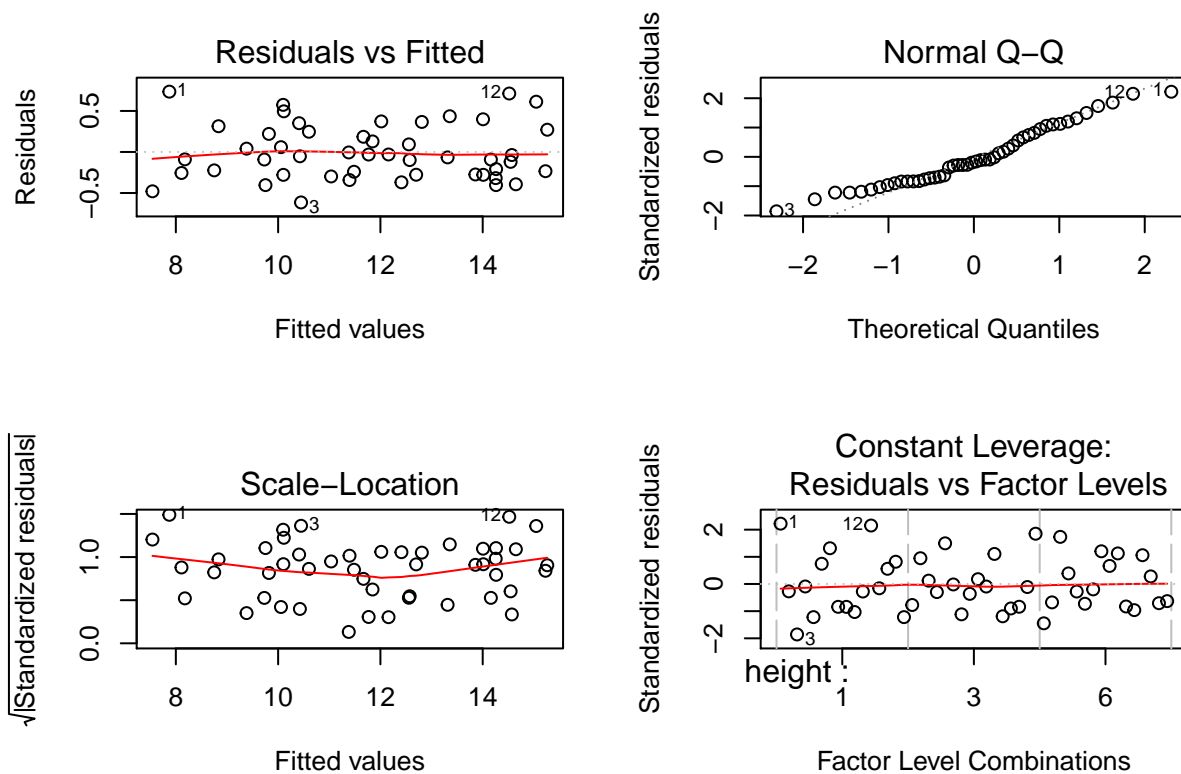 Residuals vs Fitted
Residuals
0.5
−0.5
1
12
3
8 10 12 14
Fitted values
Normal Q−Q
Standardized residuals
2
0
−2
12
1
3
−2 −1 0 1 2
Theoretical Quantiles
Scale−Location
√|Standardized residuals|
1.0
0.0
1
3
12
8 10 12 14
Fitted values
Constant Leverage:
Residuals vs Factor Levels
Standardized residuals
2
0
−2
1
12
3
height :
1 3 6
Factor Level Combinations